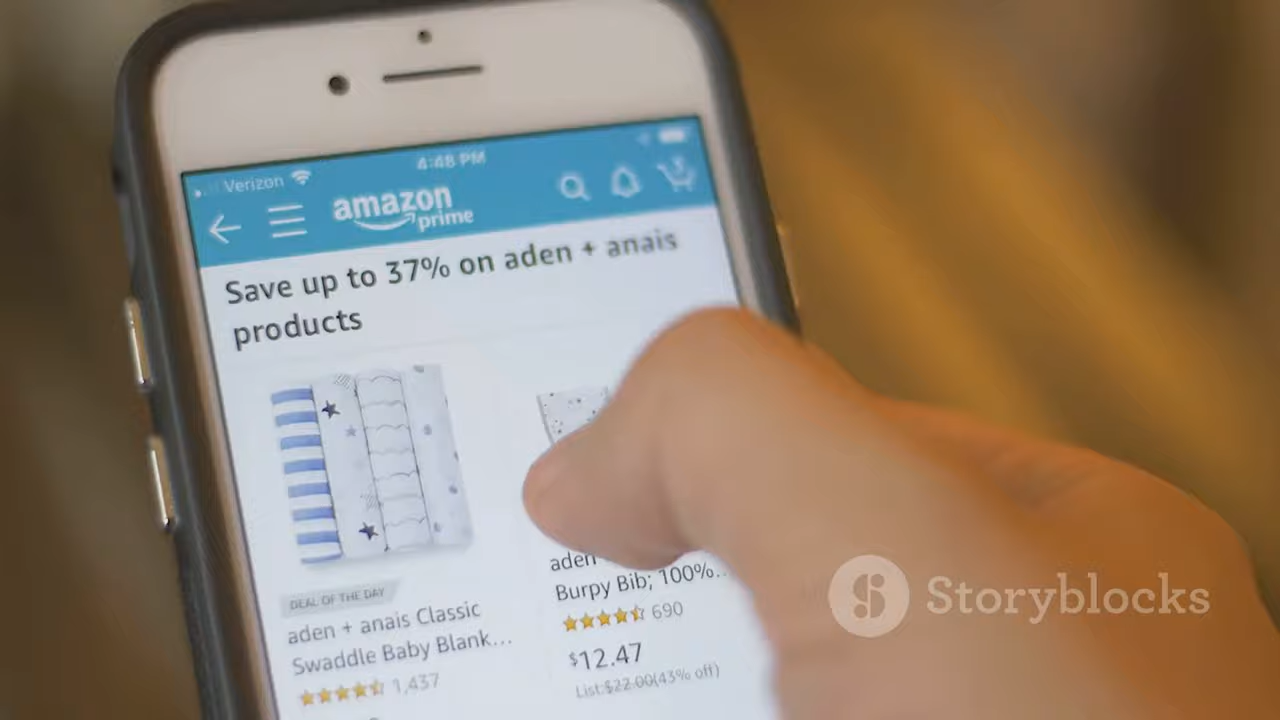 Verizon
4:48 PM
amazon
prime
Save up to 37% on aden + anais
products
DEAL OF THE DAY
aden + anais Classic
Swaddle Baby Blank...
1,437
aden
Burpy Bib; 100%...
690
$12.47
List:$22.00(43% off)
Storyblocks